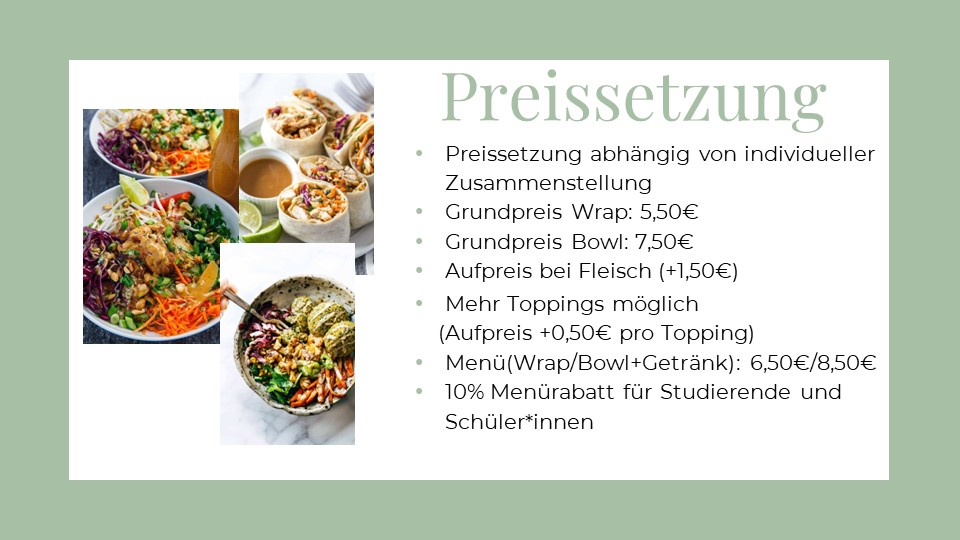 Preissetzung
• Preissetzung abhängig von individueller
Zusammenstellung
• Grundpreis Wrap: 5,50€
• Grundpreis Bowl: 7,50€
• Aufpreis bei Fleisch (+1,50€)
• Mehr Toppings möglich
(Aufpreis +0,50€ pro Topping)
• Menü(Wrap/Bowl+Getränk): 6,50€/8,50€
• 10% Menürabatt für Studierende und
Schüler*innen